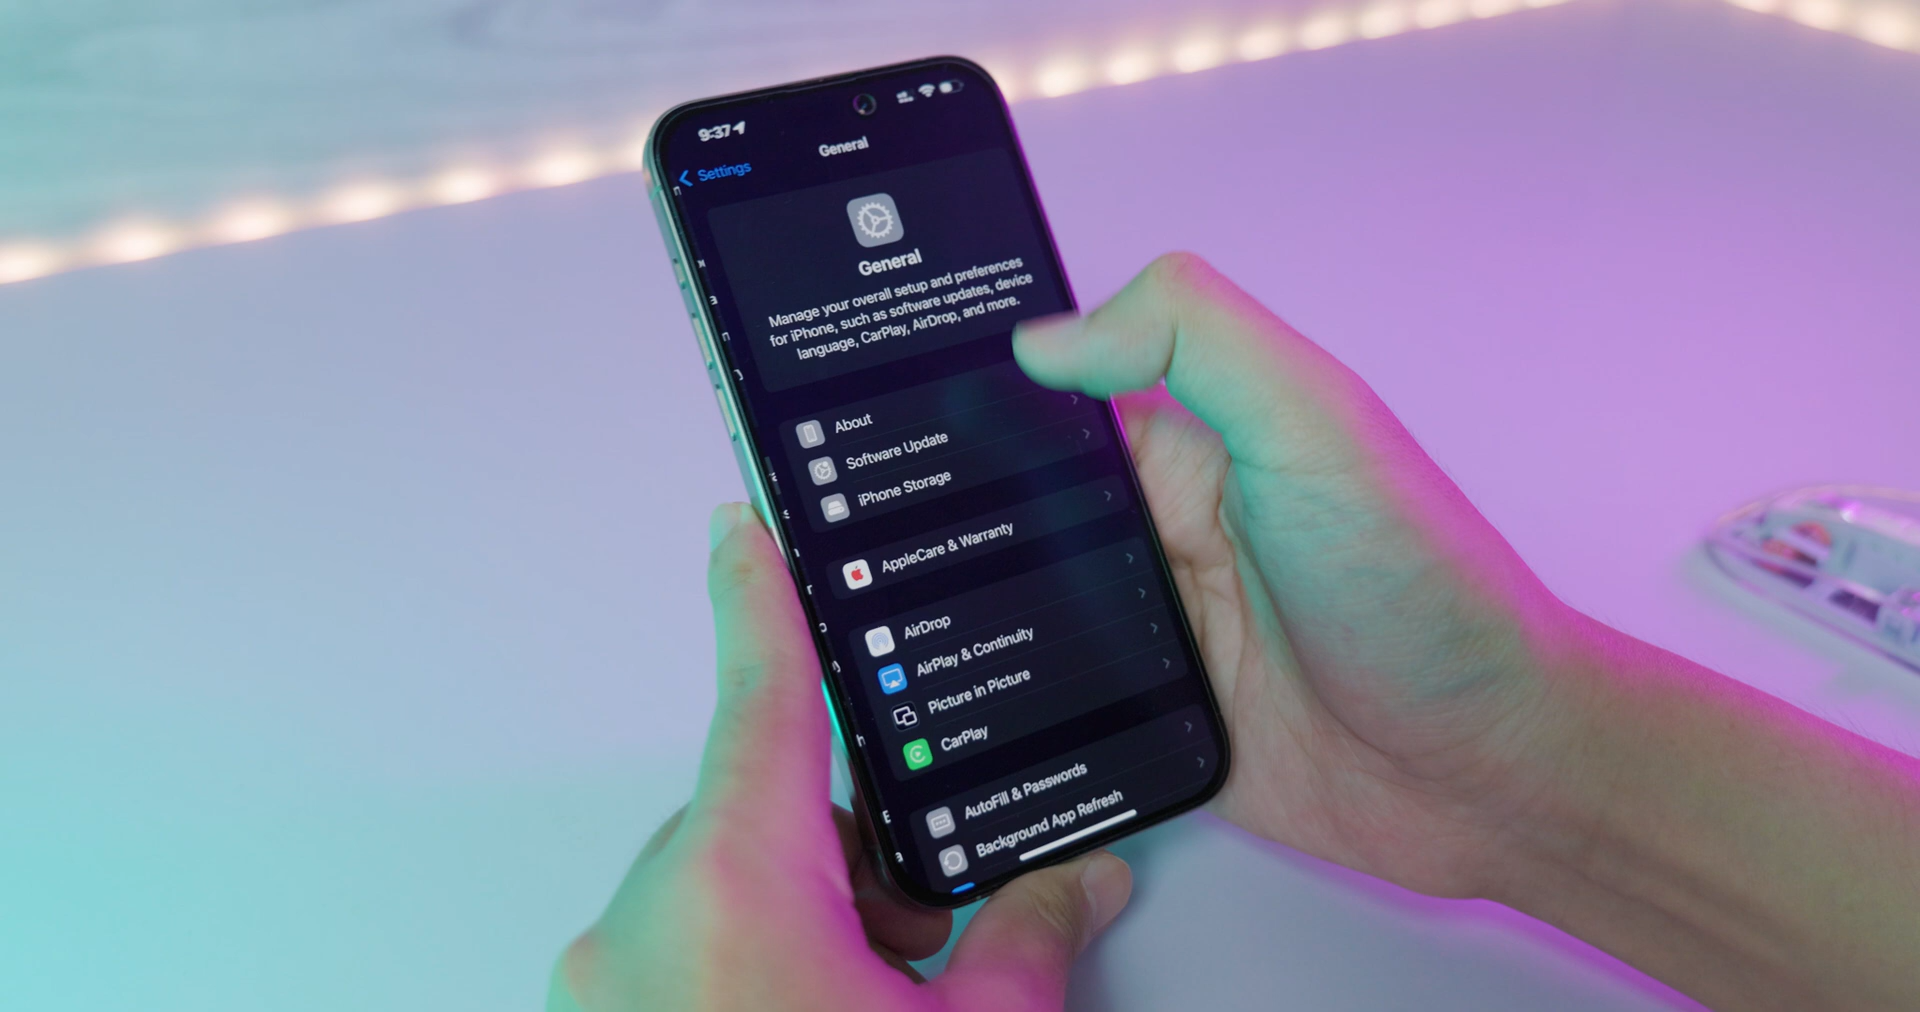 9:37
General
Settings
General
Manage your overall setup and preferences
for iPhone, such as software updates, device
language, CarPlay, AirDrop, and more.
About
Software Update
iPhone Storage
AppleCare & Warranty
AirDrop
AirPlay & Continuity
Picture in Picture
CarPlay
AutoFill & Passwords
Background App Refresh